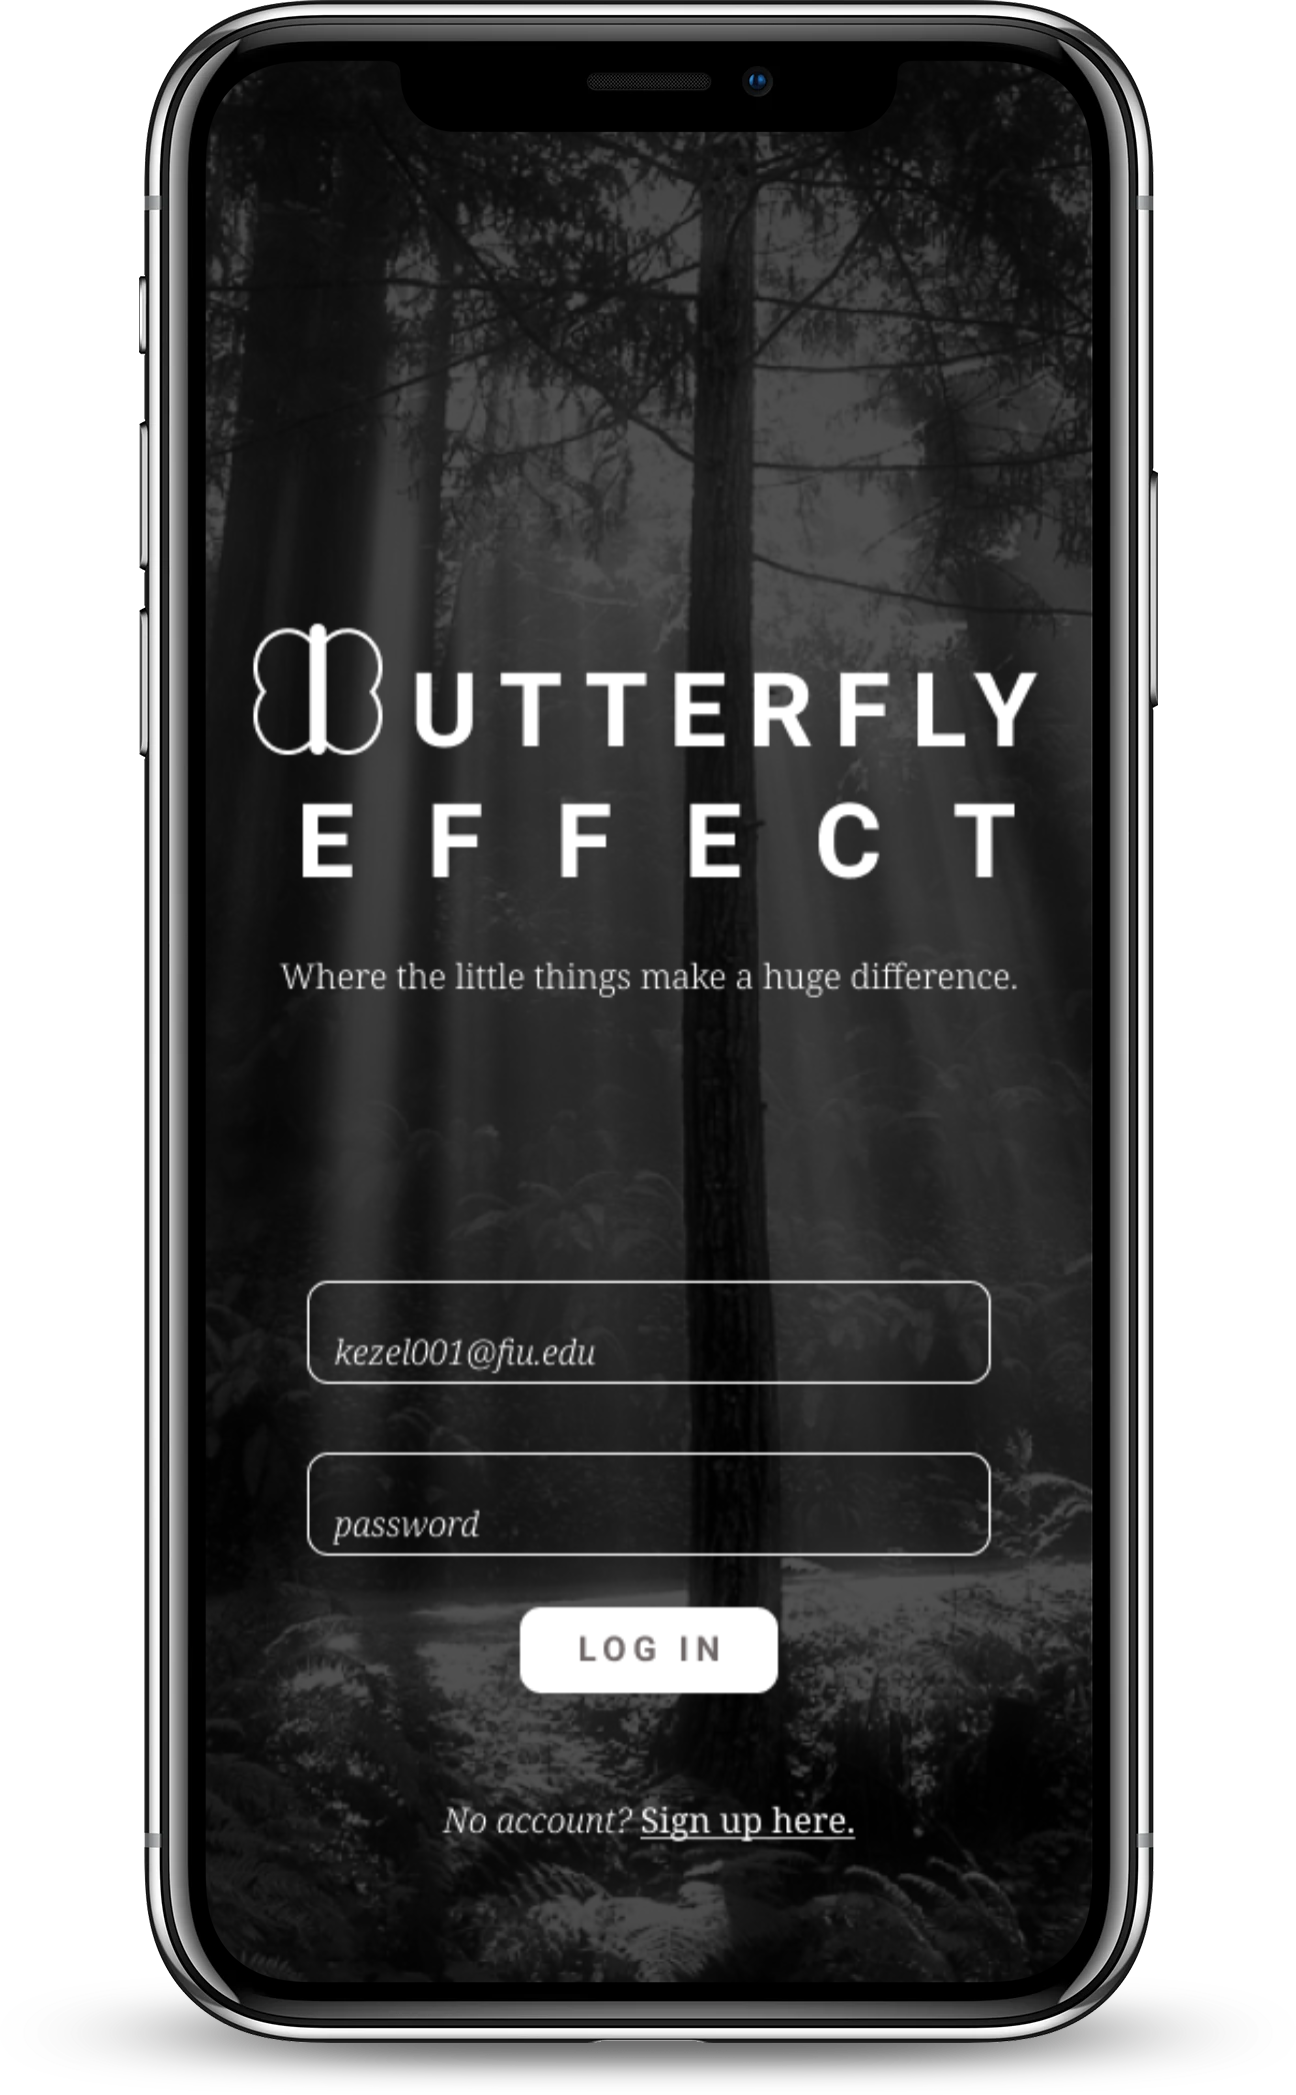 BUTTERFLY
EFFECT
Where the little things make a huge difference.
kezel001@fiu.edu
password
LOG IN
No account? Sign up here.